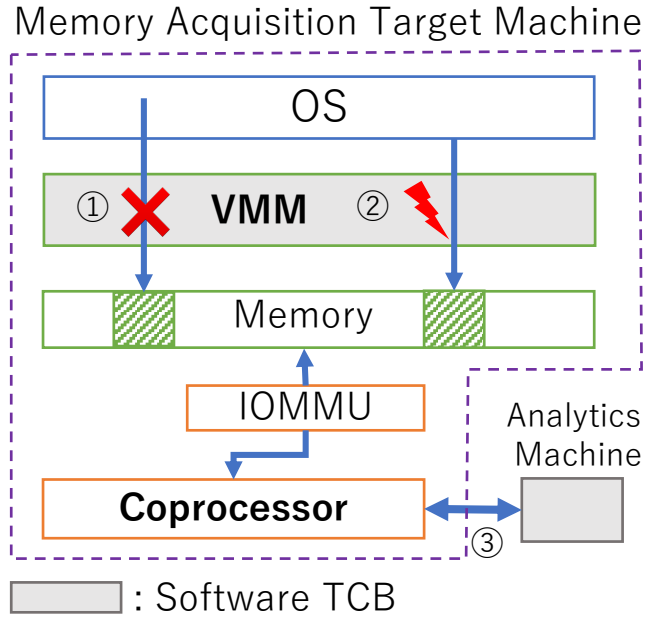 Memory Acquisition Target Machine
OS
① VMM ②
Memory
IOMMU
Analytics
Machine
Coprocessor
③
: Software TCB